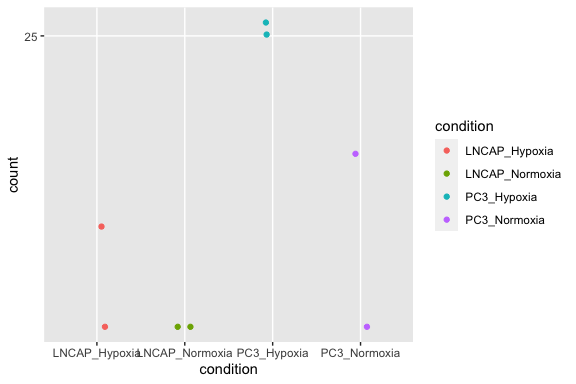 25
count
LNCAP_Hypoxia LNCAP_Normoxia PC3_Hypoxia PC3_Normoxia
condition
condition
LNCAP_Hypoxia
LNCAP_Normoxia
PC3_Hypoxia
PC3_Normoxia